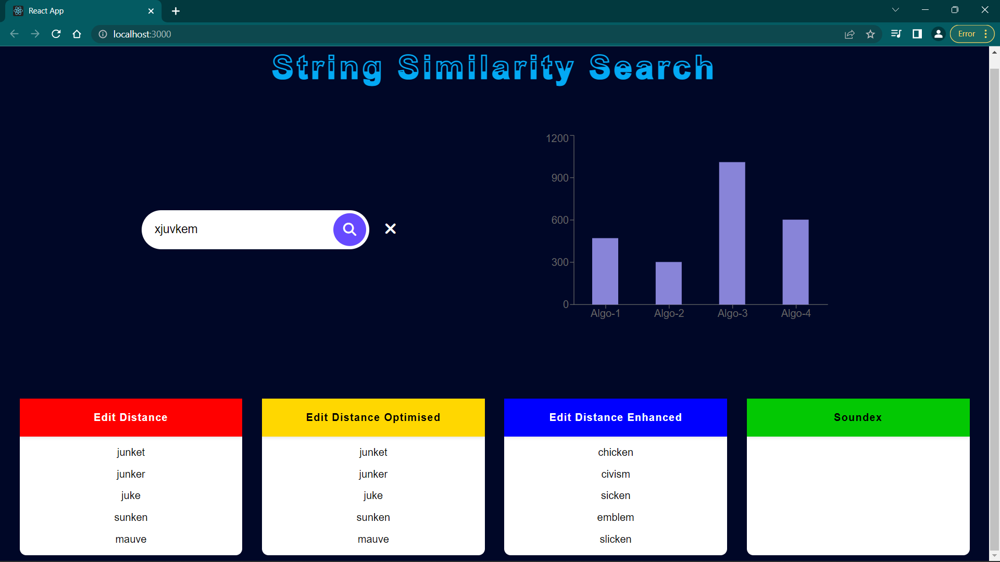 React App
localhost:3000
Error
String Similarity Search
xjuvkem
1200
900
600
300
0
Algo-1 Algo-2 Algo-3 Algo-4
Edit Distance
junket
junker
juke
sunken
mauve
Edit Distance Optimised
junket
junker
juke
sunken
mauve
Edit Distance Enhanced
chicken
civism
sicken
emblem
slicken
Soundex